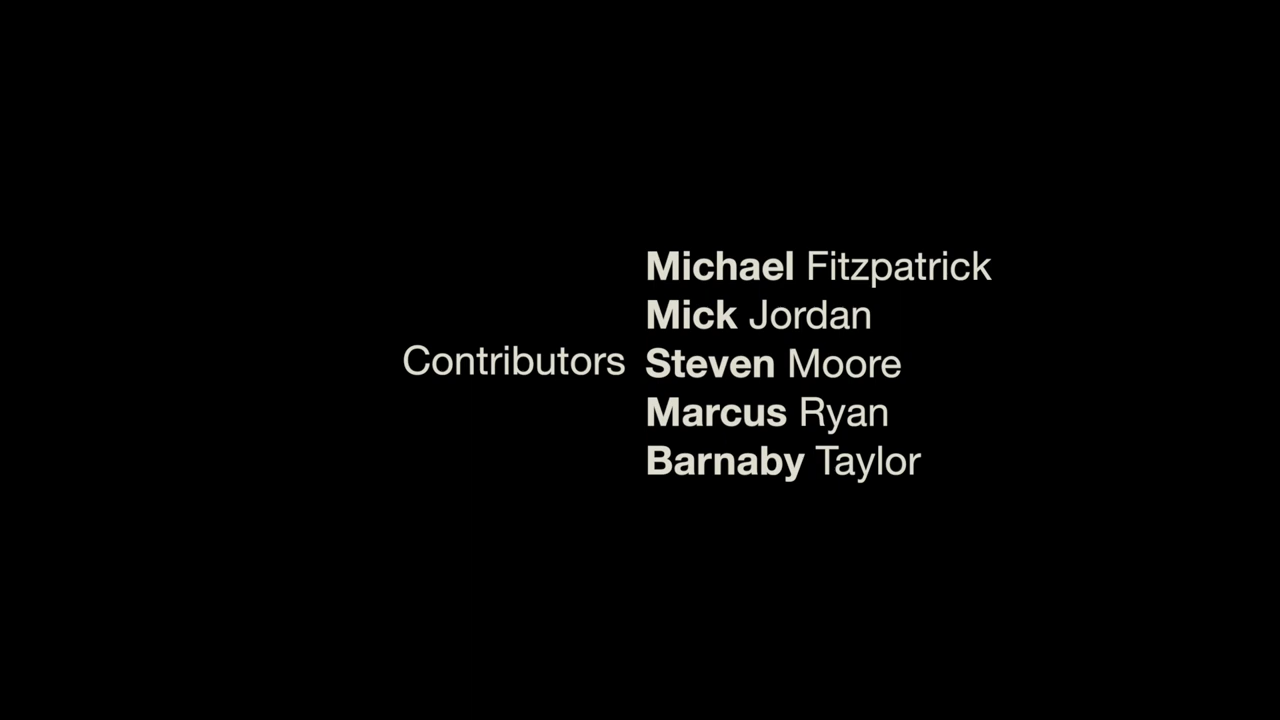 Michael Fitzpatrick
Mick Jordan
Contributors Steven Moore
Marcus Ryan
Barnaby Taylor